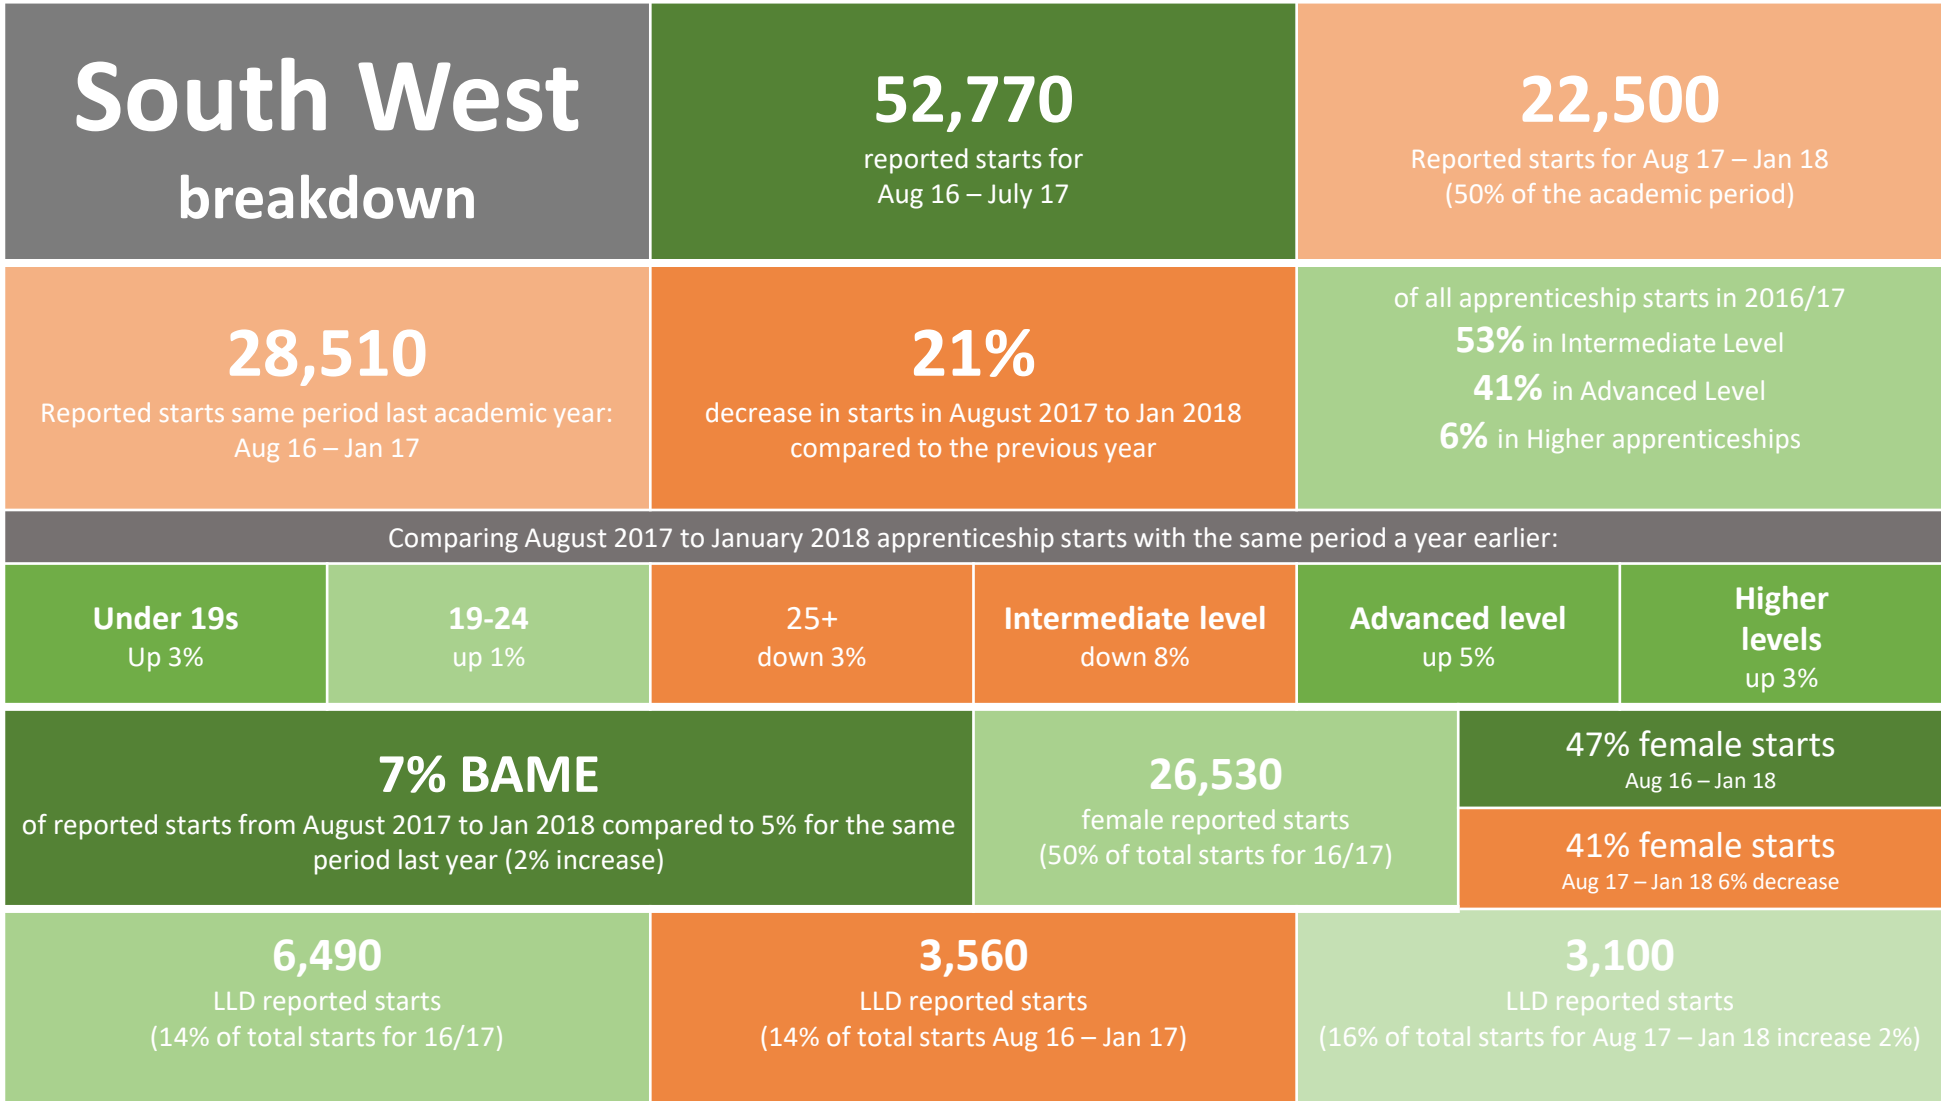 South West
breakdown
52,770
reported starts for
Aug 16 – July 17
22,500
Reported starts for Aug 17 – Jan 18
(50% of the academic period)
28,510
Reported starts same period last academic year:
Aug 16 – Jan 17
21%
decrease in starts in August 2017 to Jan 2018
compared to the previous year
of all apprenticeship starts in 2016/17
53% in Intermediate Level
41% in Advanced Level
6% in Higher apprenticeships
Comparing August 2017 to January 2018 apprenticeship starts with the same period a year earlier:
Under 19s
Up 3%
19-24
up 1%
25+
down 3%
Intermediate level
down 8%
Advanced level
up 5%
Higher
levels
up 3%
7% BAME
of reported starts from August 2017 to Jan 2018 compared to 5% for the same
period last year (2% increase)
26,530
female reported starts
(50% of total starts for 16/17)
47% female starts
Aug 16 – Jan 18
41% female starts
Aug 17 – Jan 18 6% decrease
6,490
LLD reported starts
(14% of total starts for 16/17)
3,560
LLD reported starts
(14% of total starts Aug 16 – Jan 17)
3,100
LLD reported starts
(16% of total starts for Aug 17 – Jan 18 increase 2%)